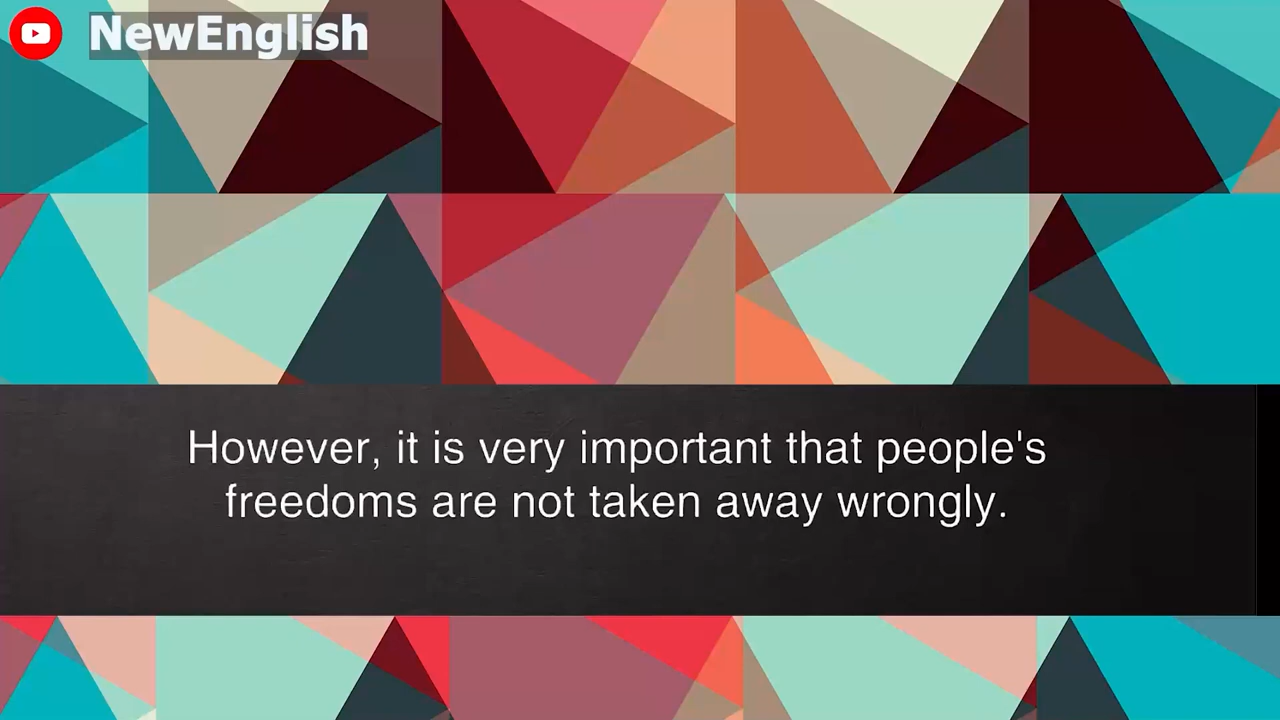 NewEnglish
However, it is very important that people's
freedoms are not taken away wrongly.